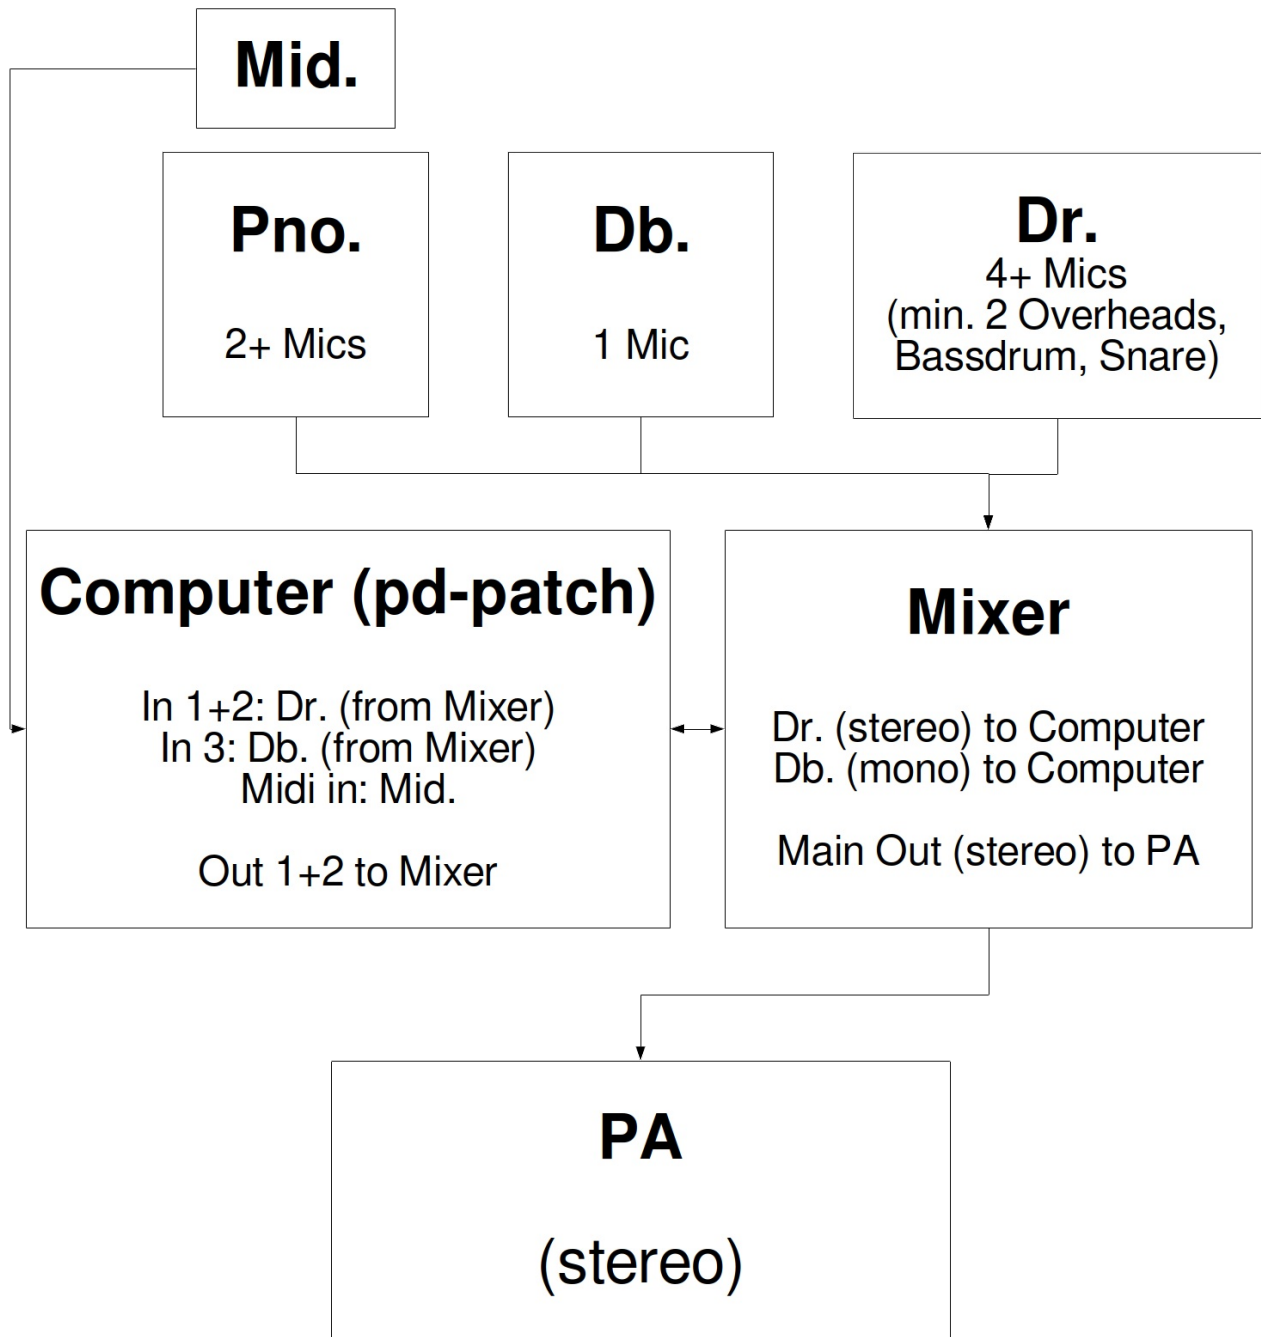 Mid.
Pno.
2+ Mics
Db.
1 Mic
Dr.
4+ Mics
(min. 2 Overheads,
Bassdrum, Snare)
Computer (pd-patch)
In 1+2: Dr. (from Mixer)
In 3: Db. (from Mixer)
Midi in: Mid.
Out 1+2 to Mixer
Mixer
Dr. (stereo) to Computer
Db. (mono) to Computer
Main Out (stereo) to PA
PA
(stereo)